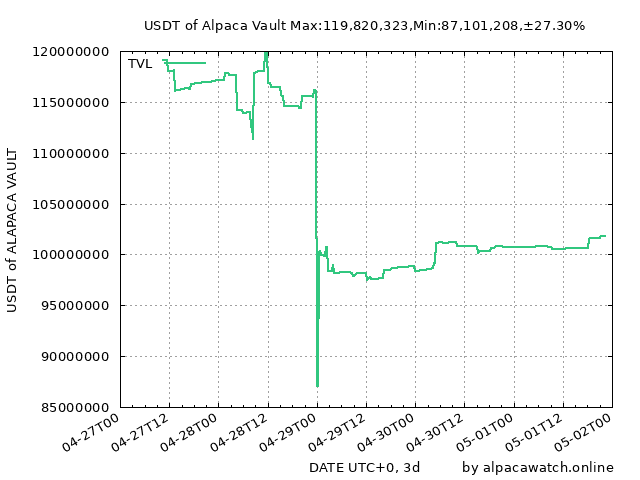 USDT of Alpaca Vault Max:119,820,323,Min:87,101,208,±27.30%
120000000
115000000
110000000
105000000
100000000
95000000
90000000
85000000
USDT of ALAPACA VAULT
TVL
04-27T00
04-27T12
04-28T00
04-28T12
04-29T00
04-29T12
04-30T00
04-30T12
05-01T00
05-01T12
05-02T00
DATE UTC+0, 3d
by alpacawatch.online